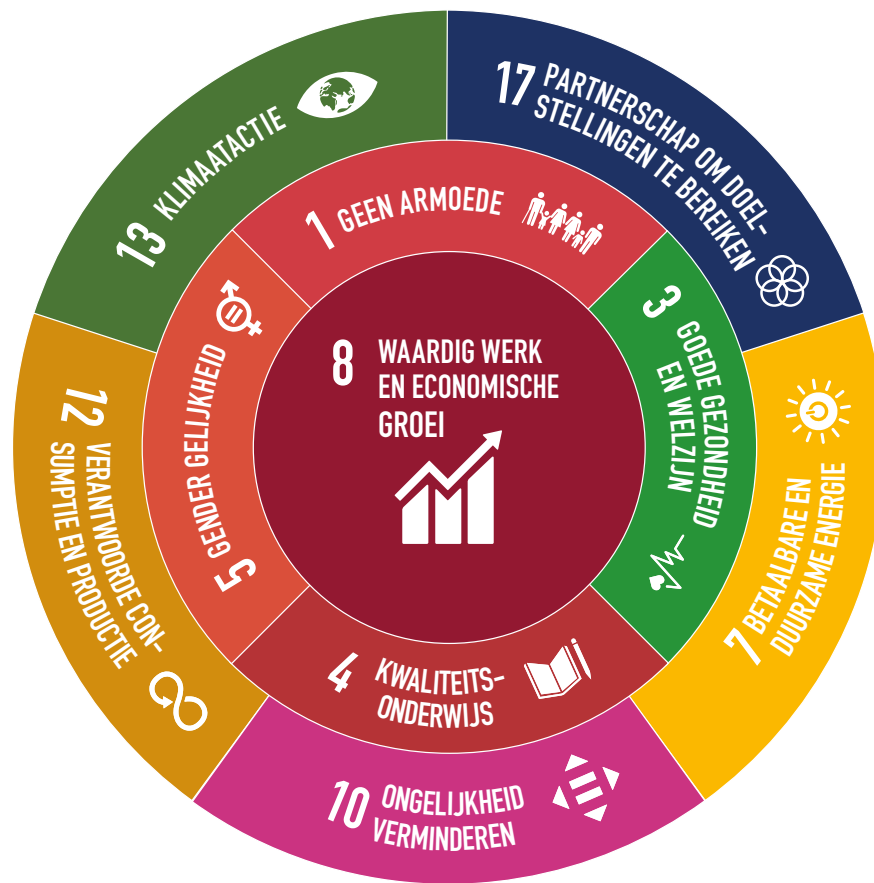 13 KLIMAATACTIE
17 PARTNERSCHAP OM DOEL-
STELLINGEN TE BEREIKEN
1 GEEN ARMOEDE
3 GOEDE GEZONDHEID
EN WELZIJN
8 WAARDIG WERK
EN ECONOMISCHE
GROEI
5 GENDER GELIJKHEID
12 VERANTWOORDE CON-
SUMPTIE EN PRODUCTIE
7 BETAALBARE EN
DUURZAME ENERGIE
4 KWALITEITS-
ONDERWIJS
10 ONGELIJKHEID
VERMINDEREN